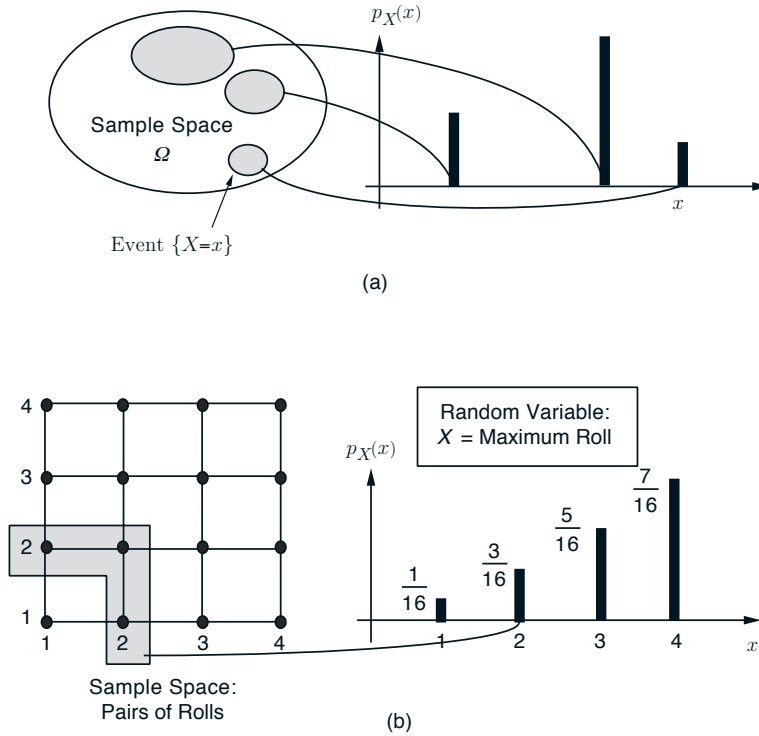 p_X(x)
Sample Space
Ω
x
Event {X=x}
(a)
4
3
2
1
1 2 3 4
Sample Space:
Pairs of Rolls
Random Variable:
X = Maximum Roll
p_X(x)
1/16
3/16
5/16
7/16
1 2 3 4
x
(b)